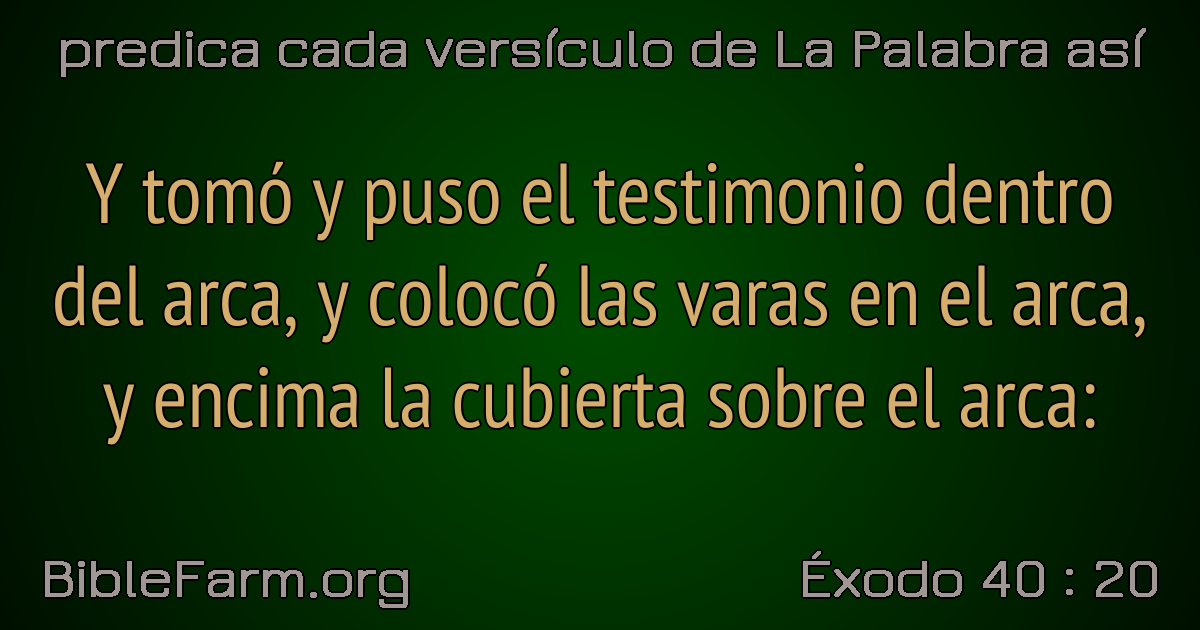 predica cada versículo de La Palabra así
Y tomó y puso el testimonio dentro
del arca, y colocó las varas en el arca,
y encima la cubierta sobre el arca:
BibleFarm.org
Éxodo 40 : 20